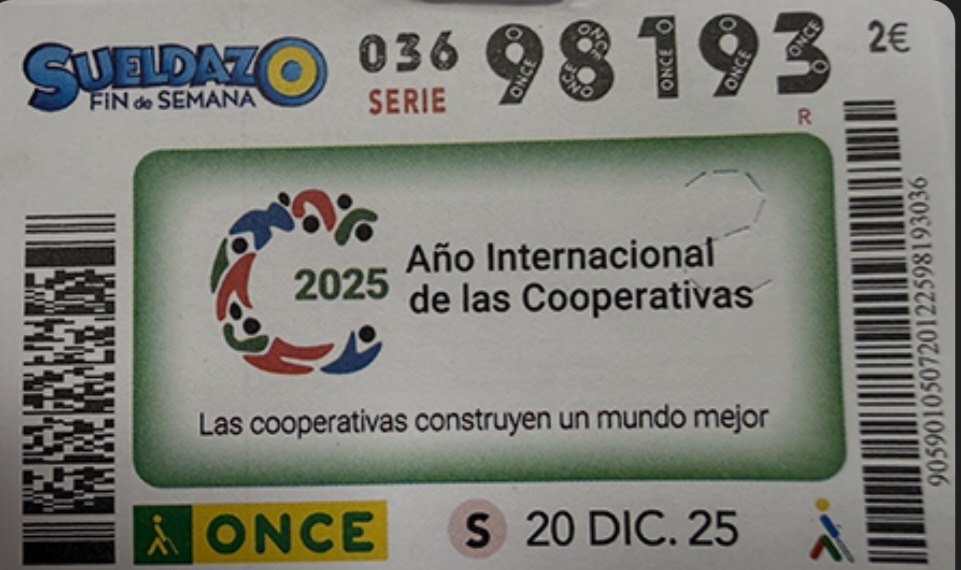 SUELDAZO
FIN de SEMANA
036
SERIE
98193
2€
R
2025
Año Internacional
de las Cooperativas
Las cooperativas construyen un mundo mejor
ONCE
S 20 DIC. 25